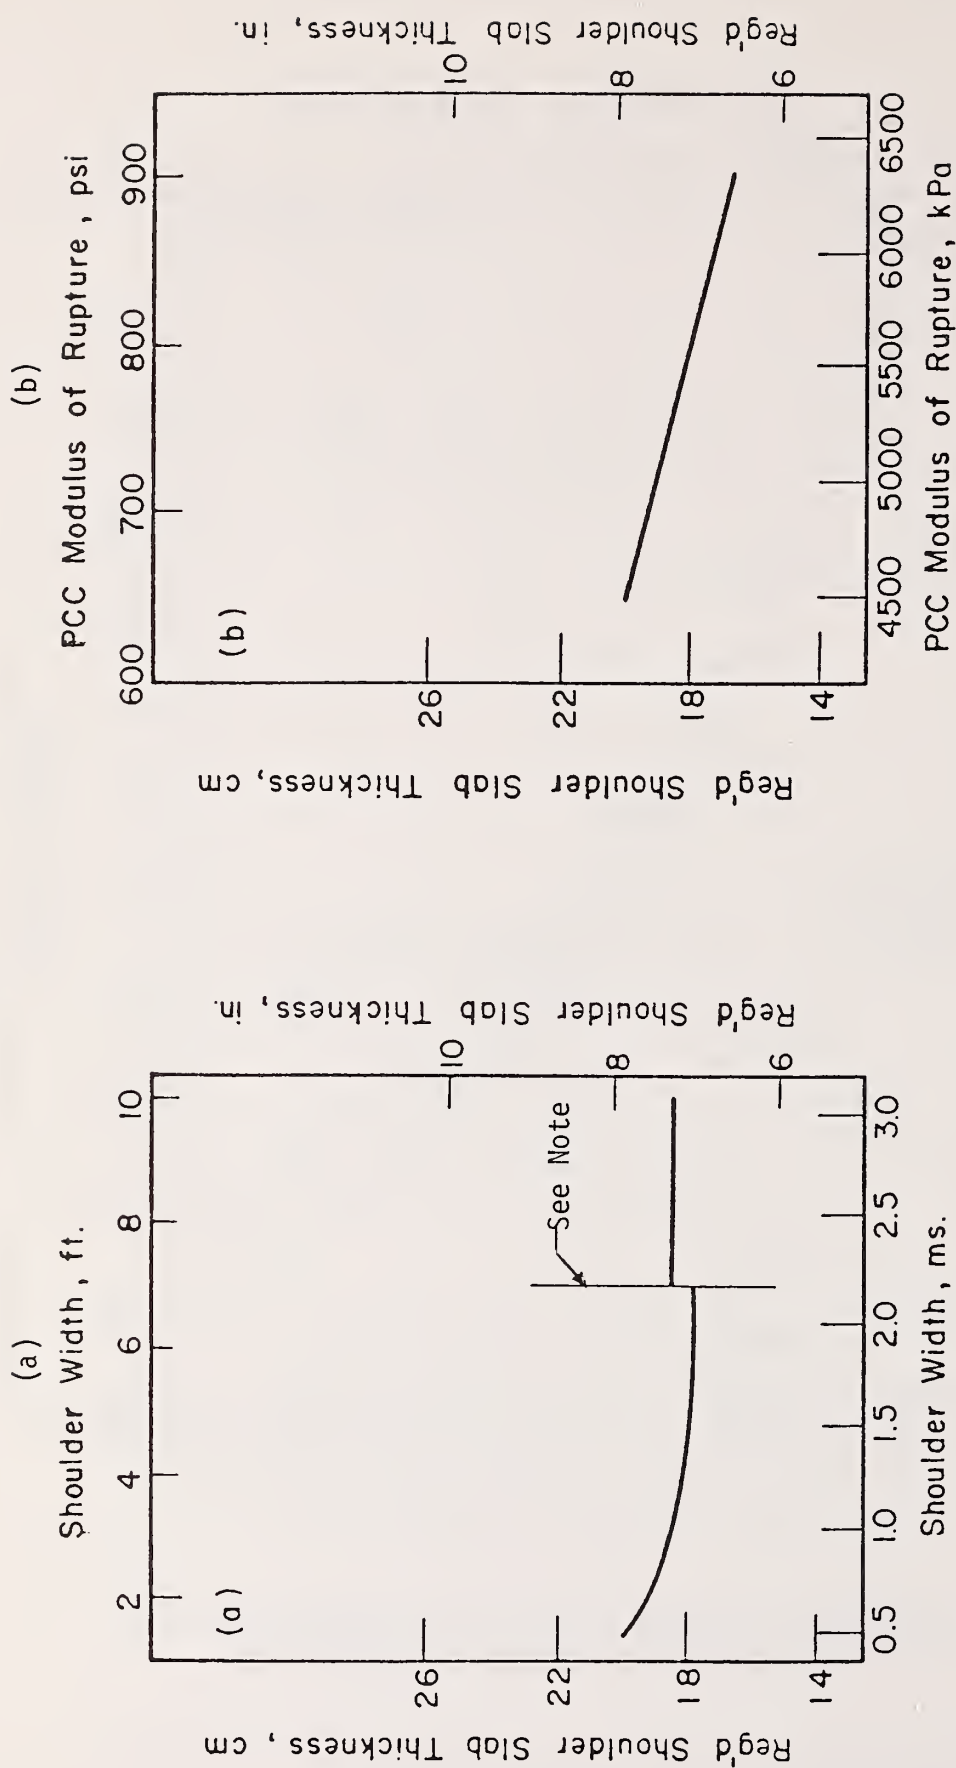 (a)
Shoulder Width, ft.
2 4 6 8 10
(a)
Req'd Shoulder Slab Thickness, cm
26
22
18
14
Req'd Shoulder Slab Thickness, in.
10
8
6
See Note
0.5 1.0 1.5 2.0 2.5 3.0
Shoulder Width, ms.
(b)
PCC Modulus of Rupture, psi
600 700 800 900
(b)
Req'd Shoulder Slab Thickness, cm
26
22
18
14
Req'd Shoulder Slab Thickness, in.
10
8
6
4500 5000 5500 6000 6500
PCC Modulus of Rupture, kPa